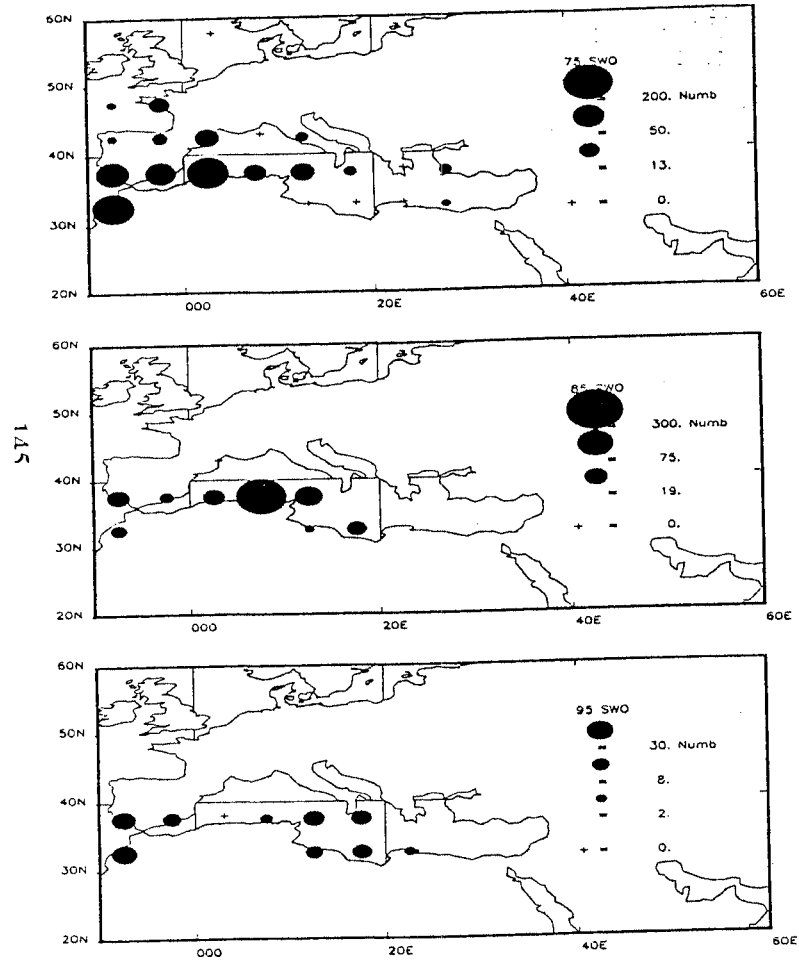 60N
75 SWO
50N
200. Numb
50.
40N
13.
30N
+ = 0.
20N
000 20E 40E 60E
60N
85 SWO
50N
300. Numb
75.
40N
19.
30N
+ = 0.
20N
000 20E 40E 60E
145
60N
95 SWO
50N
30. Numb
8.
40N
2.
30N
+ = 0.
20N
000 20E 40E 60E